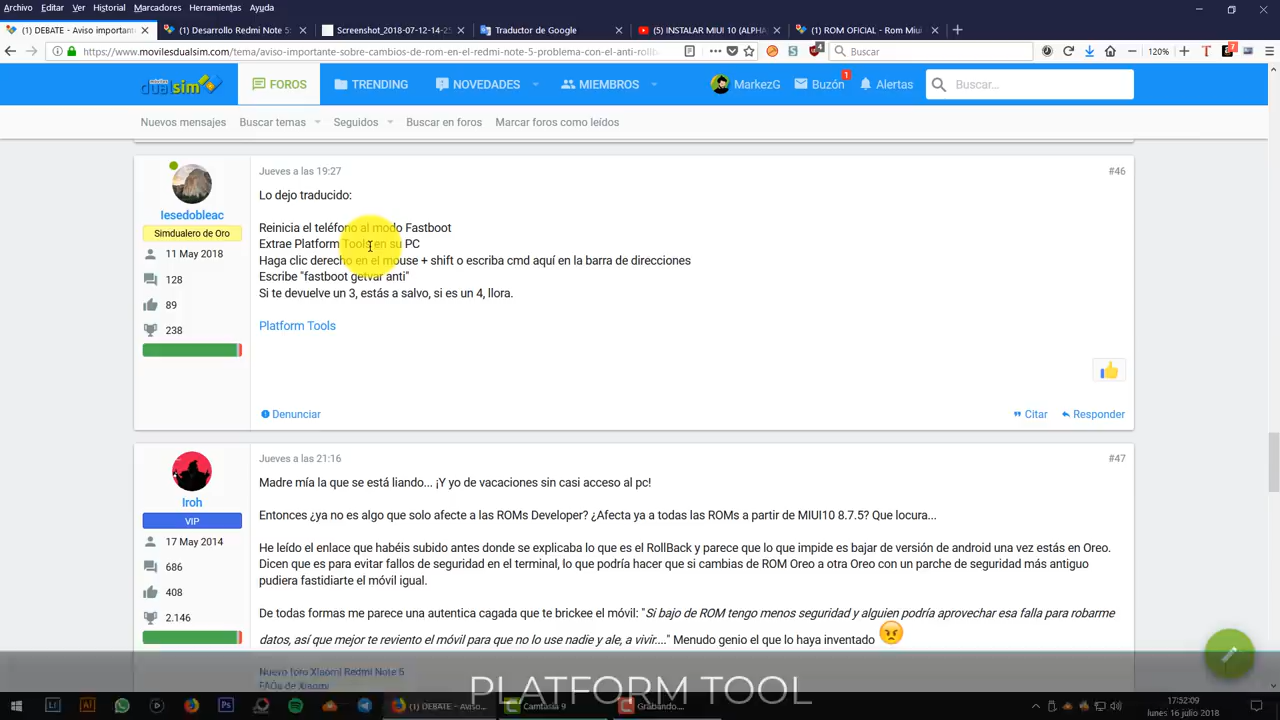 Archivo Editar Ver Historial Marcadores Herramientas Ayuda
(1) DEBATE - Aviso important
(1) Desarrollo Redmi Note 5
Screenshot_2018-07-12-14-2
Traductor de Google
(5) INSTALAR MIUI 10 (ALPHA
(1) ROM OFICIAL - Rom Miui
https://www.movilesdualsim.com/tema/aviso-importante-sobre-cambios-de-rom-en-el-redmi-note-5-problema-con-el-anti-rollb
120%
Buscar
dualsim
FOROS TRENDING NOVEDADES MIEMBROS MarkezG Buzón 1 Alertas Buscar...
Nuevos mensajes Buscar temas Seguidos Buscar en foros Marcar foros como leídos
Jueves a las 19:27 #46
Lo dejo traducido:
Iesedobleac
Simdualero de Oro
11 May 2018
128
89
238
Reinicia el teléfono al modo Fastboot
Extrae Platform Tools en su PC
Haga clic derecho en el mouse + shift o escriba cmd aquí en la barra de direcciones
Escribe "fastboot getvar anti"
Si te devuelve un 3, estás a salvo, si es un 4, llora.
Platform Tools
Denunciar Citar Responder
Jueves a las 21:16 #47
Iroh
VIP
17 May 2014
686
408
2.146
Madre mía la que se está liando... ¡Y yo de vacaciones sin casi acceso al pc!
Entonces ¿ya no es algo que solo afecte a las ROMs Developer? ¿Afecta ya a todas las ROMs a partir de MIUI10 8.7.5? Que locura...
He leído el enlace que habéis subido antes donde se explicaba lo que es el RollBack y parece que lo que impide es bajar de versión de android una vez estás en Oreo.
Dicen que es para evitar fallos de seguridad en el terminal, lo que podría hacer que si cambias de ROM Oreo a otra Oreo con un parche de seguridad más antiguo
pudiera fastidiarte el móvil igual.
De todas formas me parece una autentica cagada que te brickee el móvil: "Si bajo de ROM tengo menos seguridad y alguien podría aprovechar esa falla para robarme
datos, así que mejor te reviento el móvil para que no lo use nadie y ale, a vivir...." Menudo genio el que lo haya inventado
Nuevo foro Xiaomi Redmi Note 5
FAQs de Xiaomi
PLATFORM TOOL
(1) DEBATE - Aviso impo...
Camtasia 9
Grabando...
17:52:09
lunes 16 julio 2018